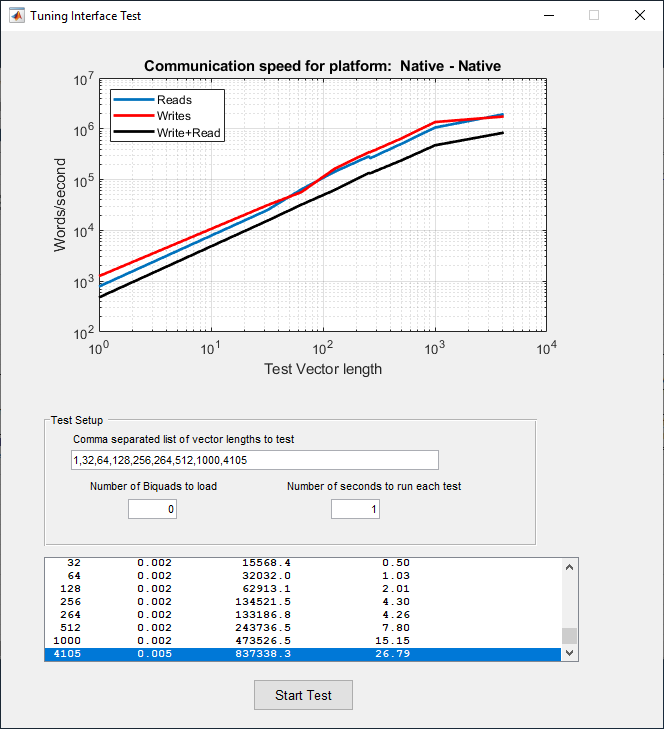 Tuning Interface Test
Communication speed for platform: Native - Native
10^7
10^6
10^5
10^4
10^3
10^2
Words/second
Reads
Writes
Write+Read
10^0 10^1 10^2 10^3 10^4
Test Vector length
Test Setup
Comma separated list of vector lengths to test
1,32,64,128,256,264,512,1000,4105
Number of Biquads to load Number of seconds to run each test
0 1
32 0.002 15568.4 0.50
64 0.002 32032.0 1.03
128 0.002 62913.1 2.01
256 0.002 134521.5 4.30
264 0.002 133186.8 4.26
512 0.002 243736.5 7.80
1000 0.002 473526.5 15.15
4105 0.005 837338.3 26.79
Start Test